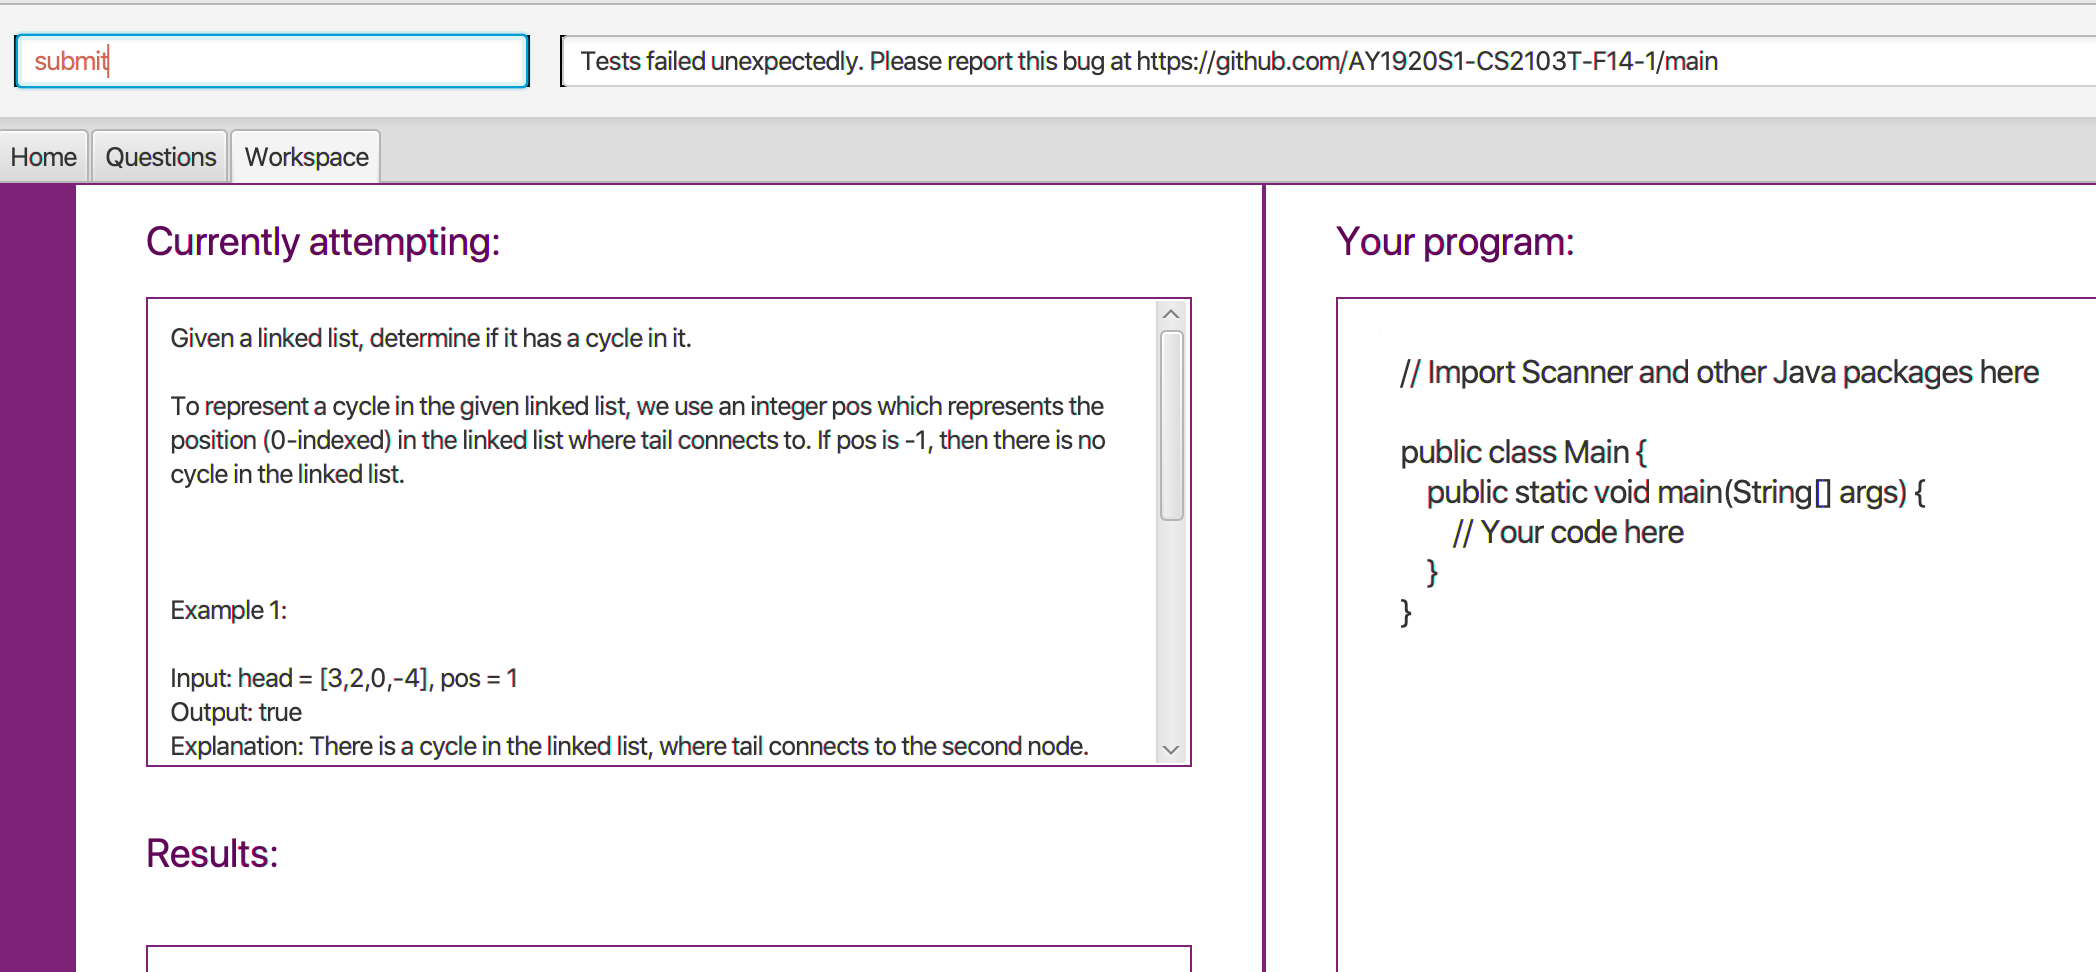 submit
Tests failed unexpectedly. Please report this bug at https://github.com/AY1920S1-CS2103T-F14-1/main
Home
Questions
Workspace
Currently attempting:
Given a linked list, determine if it has a cycle in it.
To represent a cycle in the given linked list, we use an integer pos which represents the
position (0-indexed) in the linked list where tail connects to. If pos is -1, then there is no
cycle in the linked list.
Example 1:
Input: head = [3,2,0,-4], pos = 1
Output: true
Explanation: There is a cycle in the linked list, where tail connects to the second node.
Results:
Your program:
// Import Scanner and other Java packages here
public class Main {
public static void main(String[] args) {
// Your code here
}
}